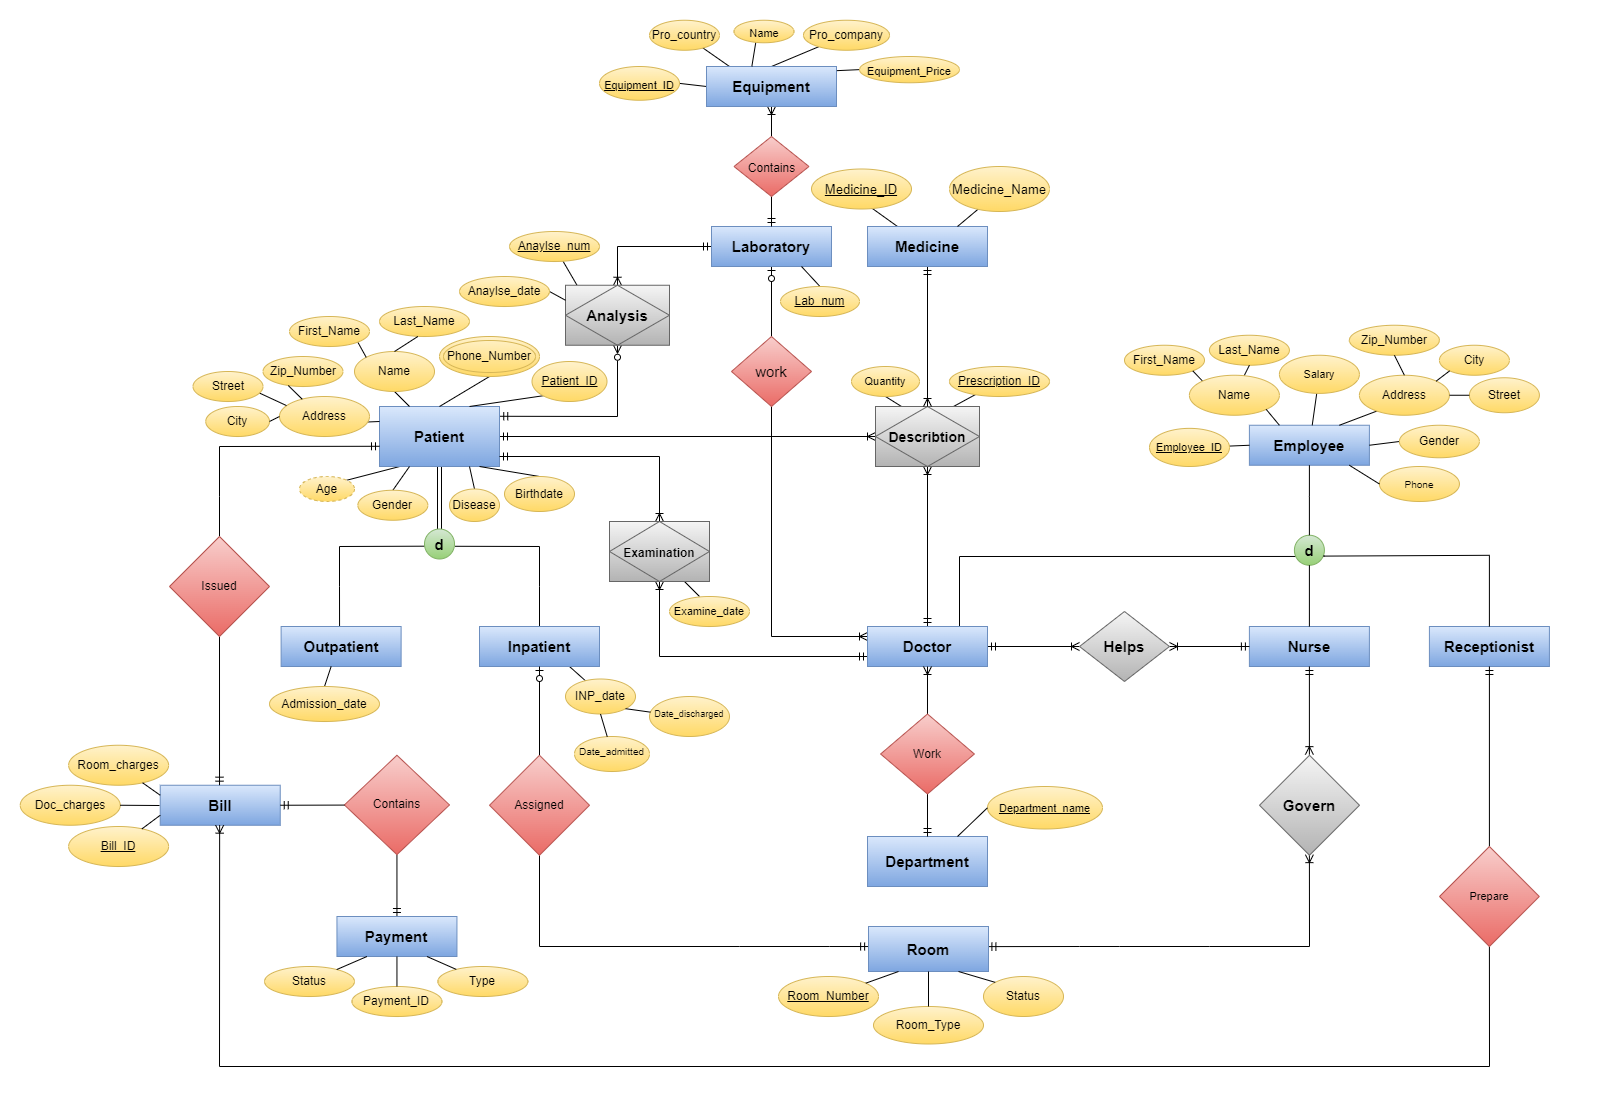 Pro_country
Name
Pro_company
Equipment_ID
Equipment
Equipment_Price
Contains
Medicine_ID
Medicine_Name
Anaylse_num
Laboratory
Medicine
Anaylse_date
Lab_num
Analysis
First_Name
Last_Name
Phone_Number
Zip_Number
Name
Patient_ID
work
Street
City
Address
Quantity
Prescription_ID
Patient
Describtion
First_Name
Last_Name
Zip_Number
City
Salary
Name
Address
Street
Employee_ID
Employee
Gender
Phone
Age
Gender
Disease
Birthdate
d
d
Examination
Examine_date
Issued
Outpatient
Inpatient
Doctor
Helps
Nurse
Receptionist
Admission_date
INP_date
Date_discharged
Date_admitted
Work
Room_charges
Doc_charges
Bill
Bill_ID
Contains
Assigned
Department_name
Govern
Department
Prepare
Payment
Room
Status
Payment_ID
Type
Room_Number
Room_Type
Status